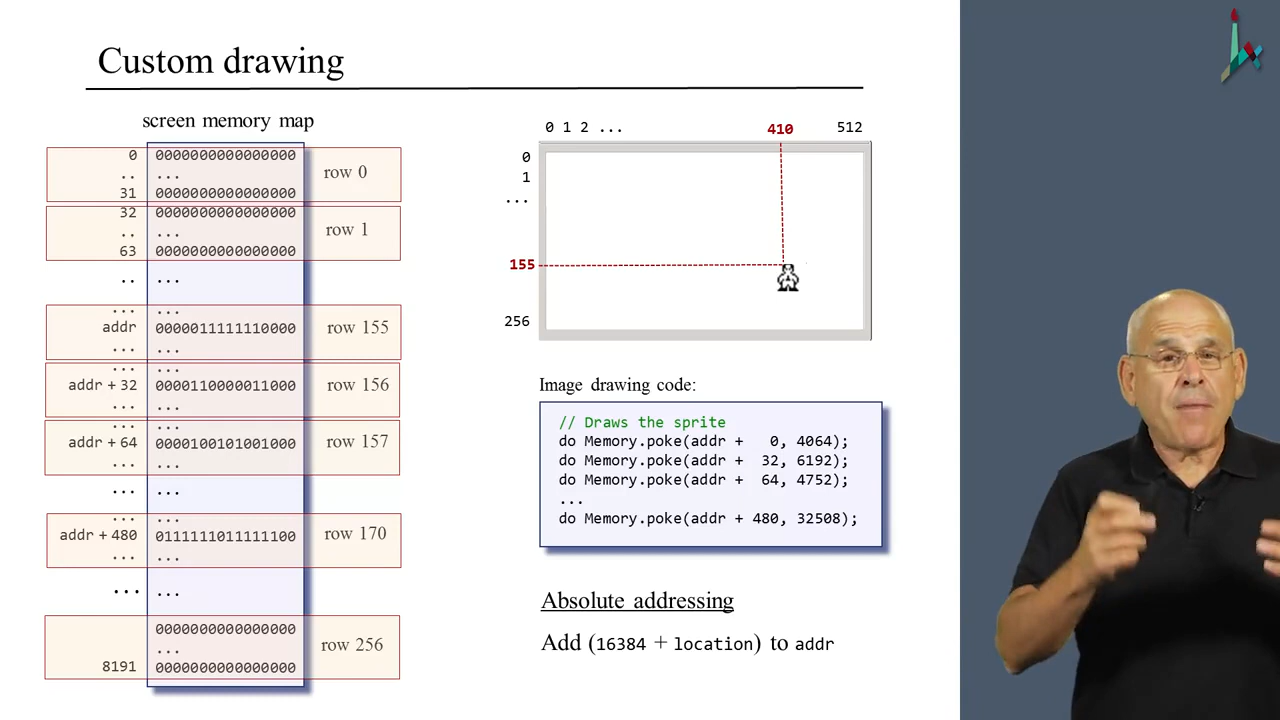 Custom drawing
screen memory map
0 0000000000000000
.. ... row 0
31 0000000000000000
32 0000000000000000
.. ... row 1
63 0000000000000000
.. ...
... ...
addr 0000011111110000 row 155
... ...
... ...
addr + 32 0000110000011000 row 156
... ...
... ...
addr + 64 0000100101001000 row 157
... ...
... ...
... ...
addr + 480 0111111011111100 row 170
... ...
... ...
0000000000000000
... row 256
8191 0000000000000000
0 1 2 ... 410 512
0
1
...
155
256
Image drawing code:
// Draws the sprite
do Memory.poke(addr + 0, 4064);
do Memory.poke(addr + 32, 6192);
do Memory.poke(addr + 64, 4752);
...
do Memory.poke(addr + 480, 32508);
Absolute addressing
Add (16384 + location) to addr